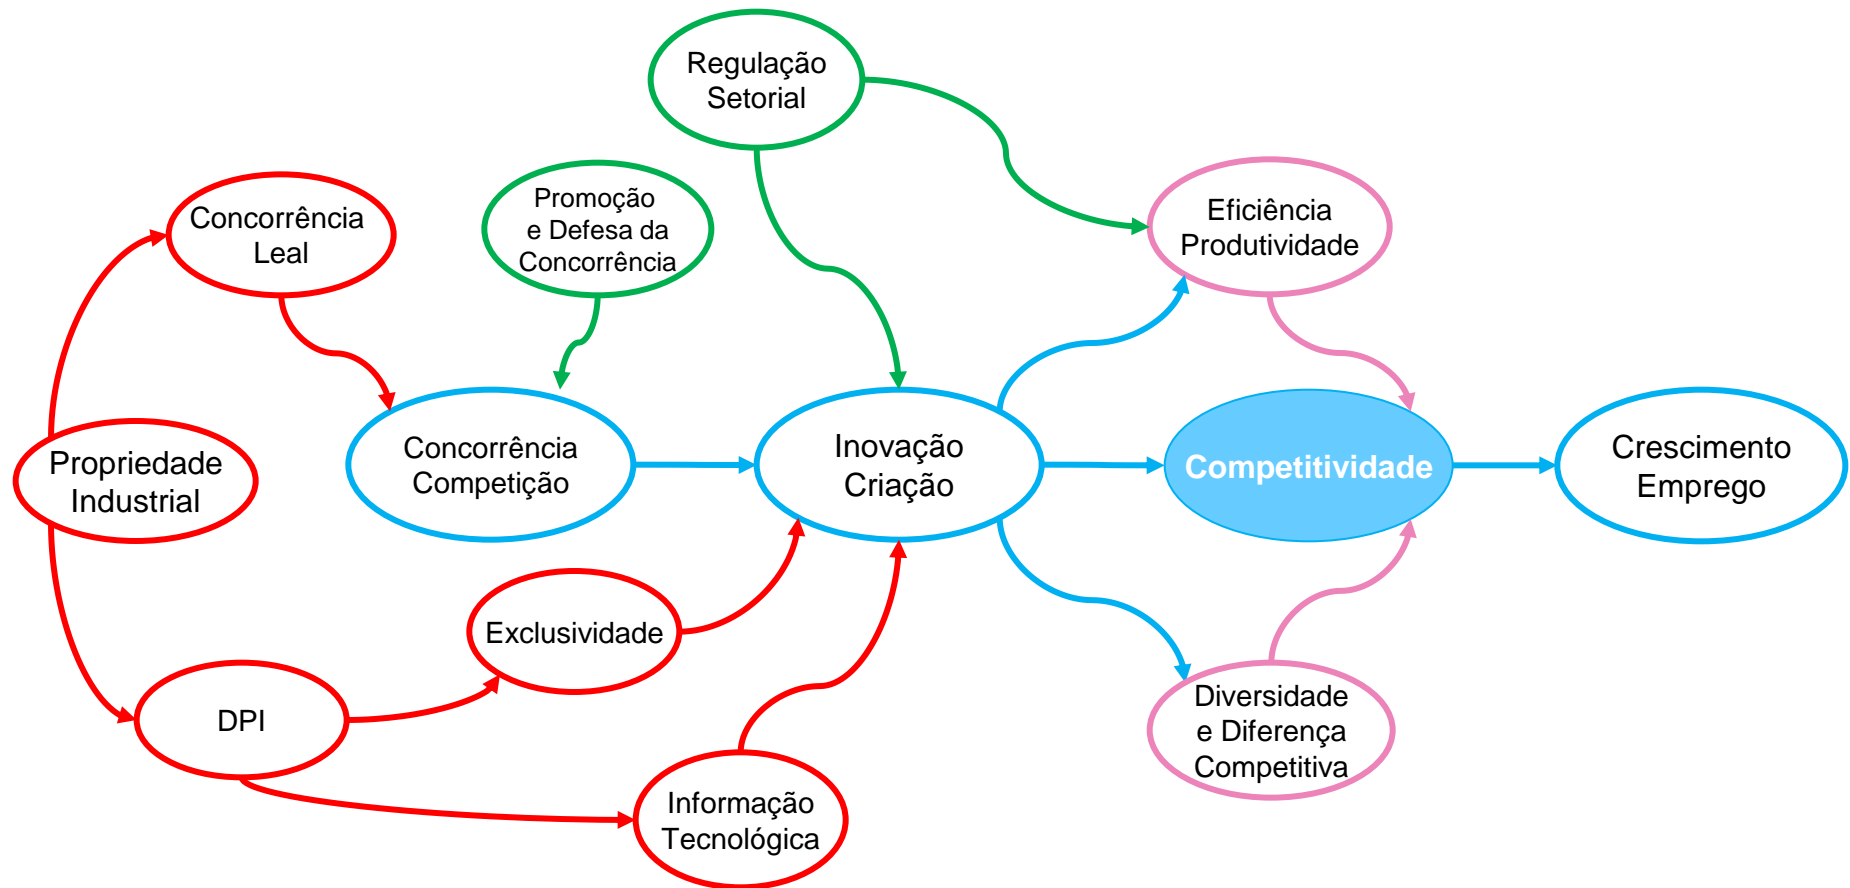 Regulação
Setorial
Concorrência
Leal
Promoção
e Defesa da
Concorrência
Eficiência
Produtividade
Propriedade
Industrial
Concorrência
Competição
Inovação
Criação
Competitividade
Crescimento
Emprego
Exclusividade
DPI
Informação
Tecnológica
Diversidade
e Diferença
Competitiva